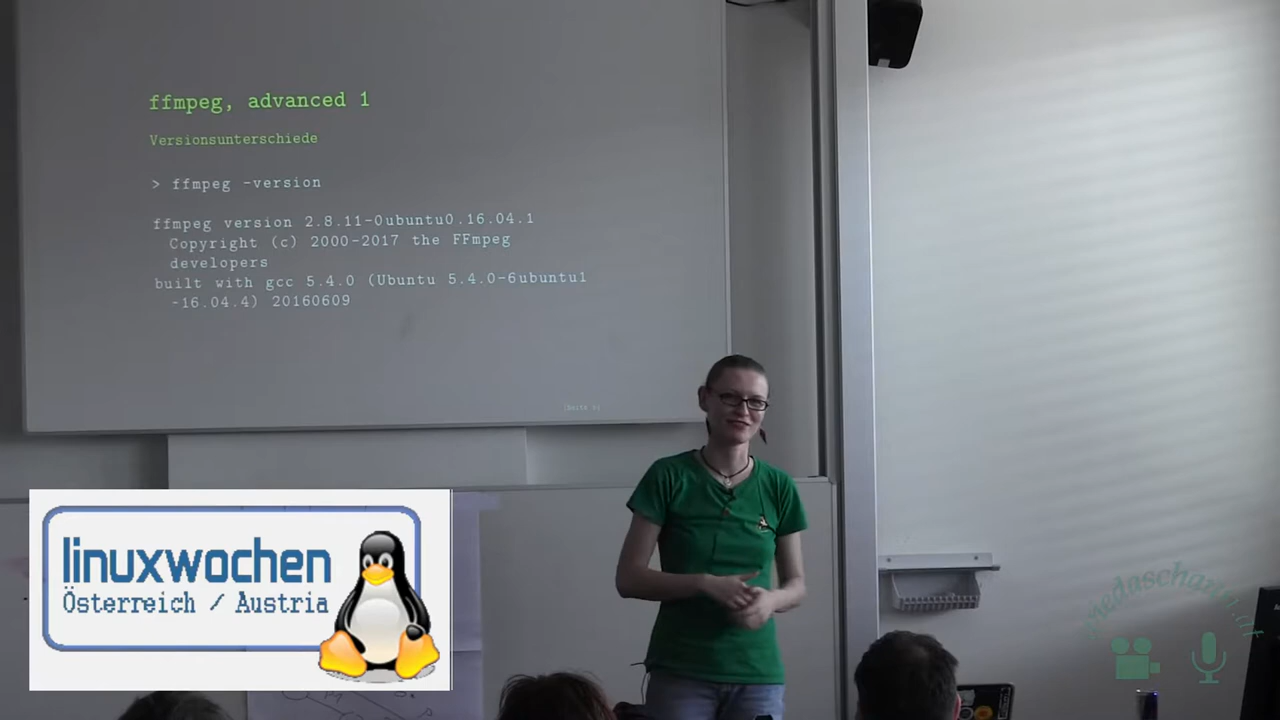 ffmpeg, advanced 1
Versionsunterschiede
> ffmpeg -version
ffmpeg version 2.8.11-0ubuntu0.16.04.1
Copyright (c) 2000-2017 the FFmpeg
developers
built with gcc 5.4.0 (Ubuntu 5.4.0-6ubuntu1
-16.04.4) 20160609
linuxwochen
Österreich / Austria